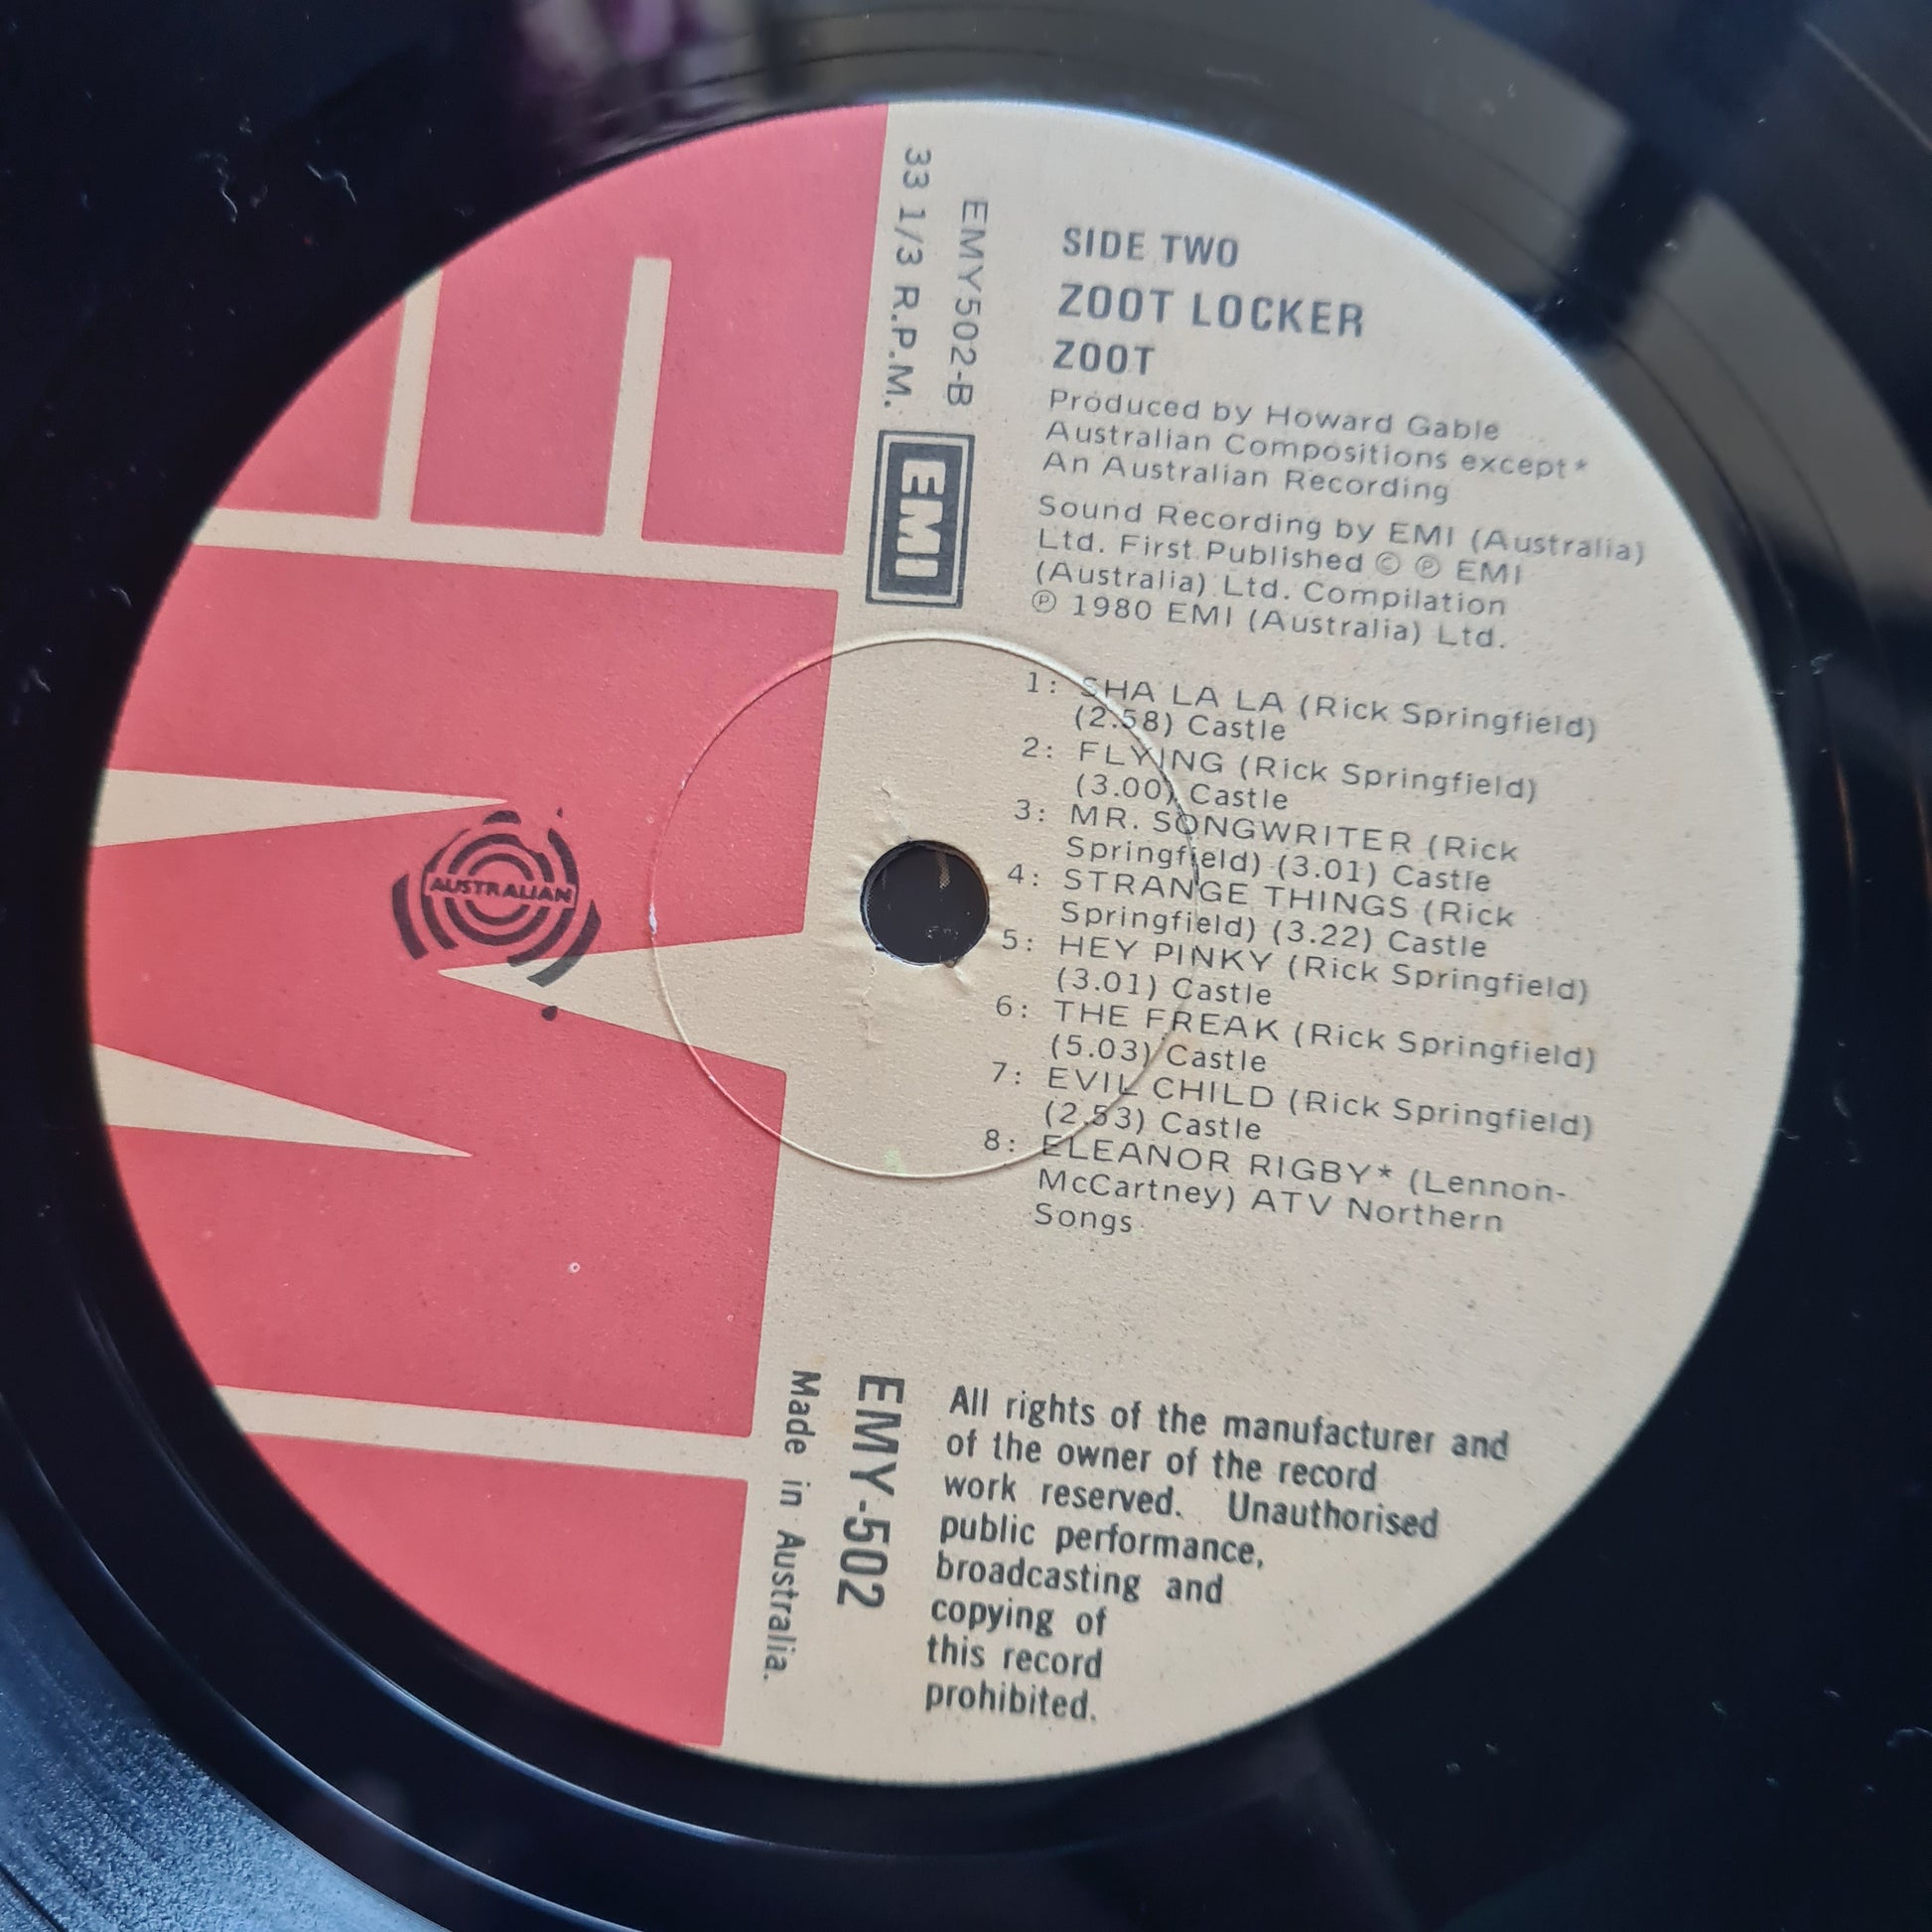 33 1/3 R.P.M.
EMY502-B
EMI
SIDE TWO
ZOOT LOCKER
ZOOT
Produced by Howard Gable
Australian Compositions except*
An Australian Recording
Sound Recording by EMI (Australia)
Ltd. First Published © ℗ EMI
(Australia) Ltd. Compilation
℗ 1980 EMI (Australia) Ltd.
1: SHA LA LA (Rick Springfield)
(2.58) Castle
2: FLYING (Rick Springfield)
(3.00) Castle
3: MR. SONGWRITER (Rick
Springfield) (3.01) Castle
4: STRANGE THINGS (Rick
Springfield) (3.22) Castle
5: HEY PINKY (Rick Springfield)
(3.01) Castle
6: THE FREAK (Rick Springfield)
(5.03) Castle
7: EVIL CHILD (Rick Springfield)
(2.53) Castle
8: ELEANOR RIGBY* (Lennon-
McCartney) ATV Northern
Songs
AUSTRALIAN
Made in Australia.
EMY-502
All rights of the manufacturer and
of the owner of the record
work reserved. Unauthorised
public performance,
broadcasting and
copying of
this record
prohibited.